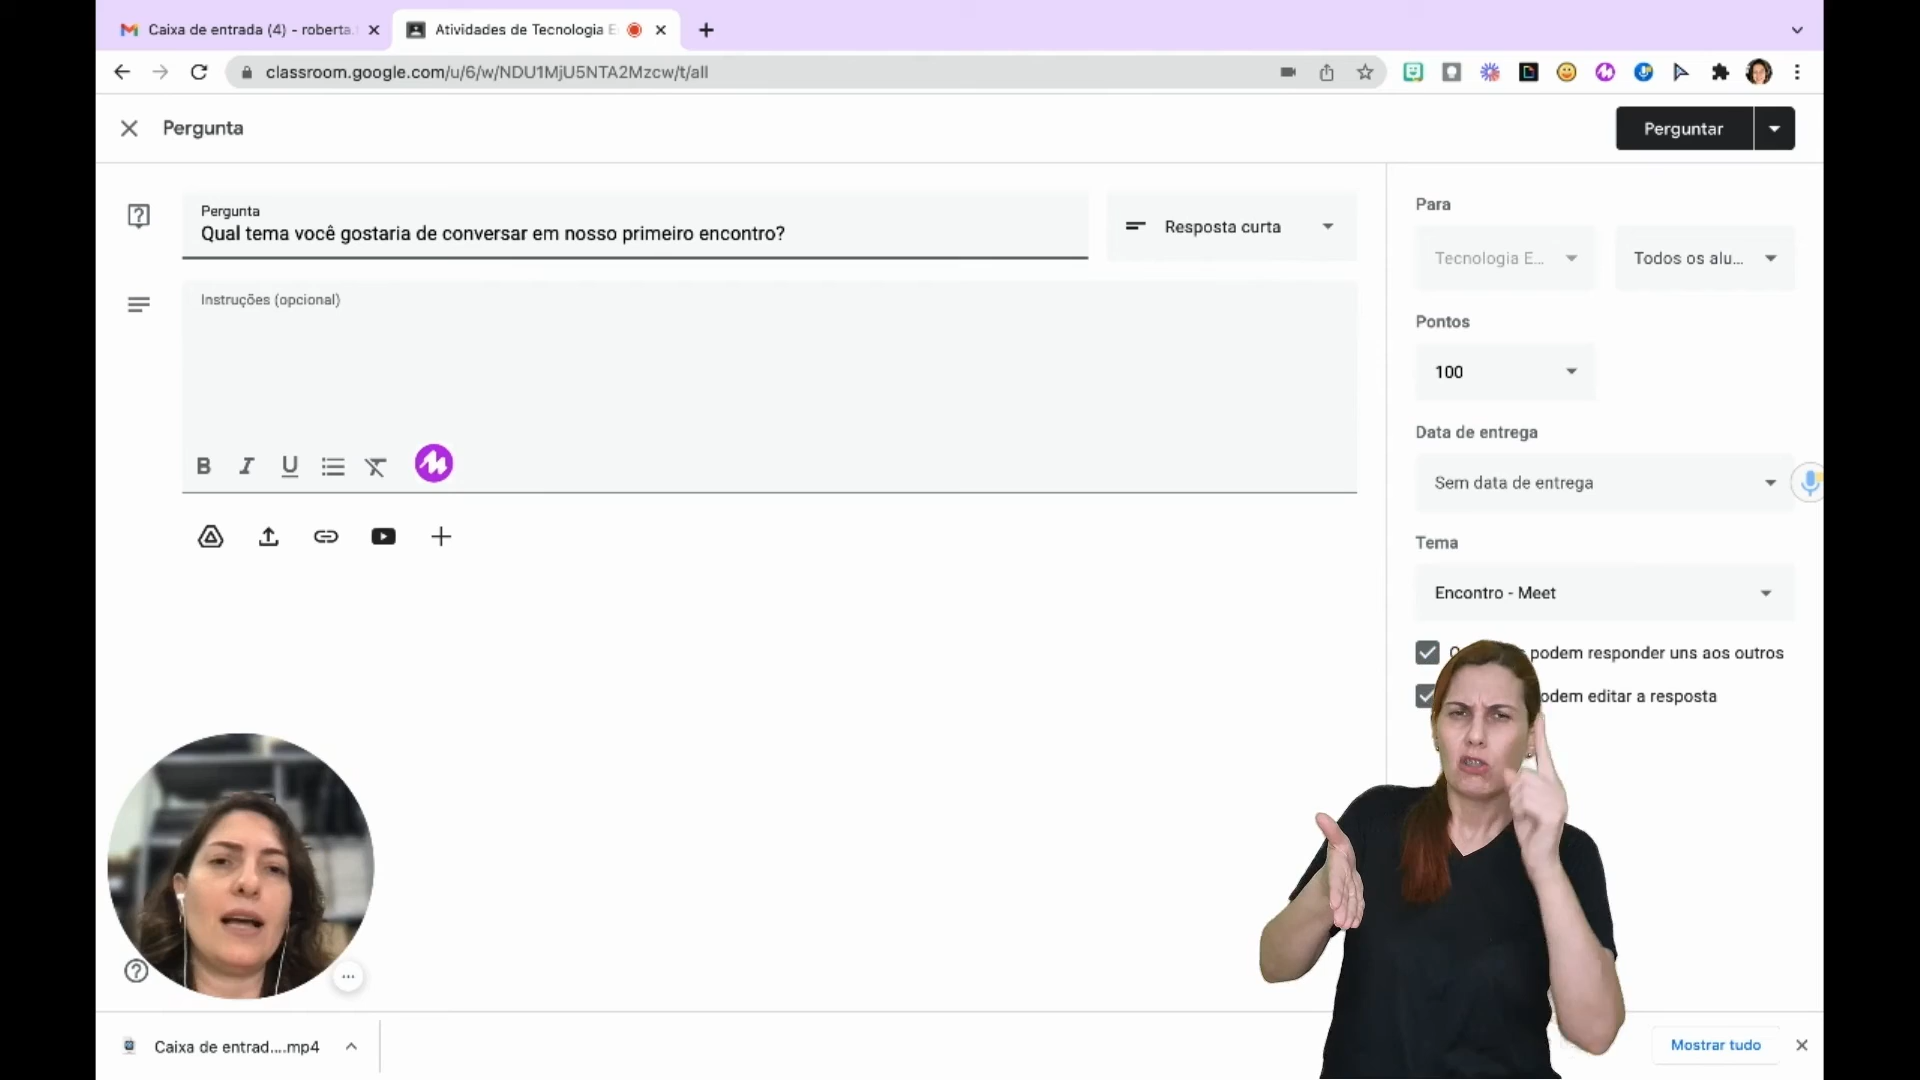 Caixa de entrada (4) - roberta.
Atividades de Tecnologia E
classroom.google.com/u/6/w/NDU1MjU5NTA2Mzcw/t/all
Pergunta
Perguntar
Pergunta
Qual tema você gostaria de conversar em nosso primeiro encontro?
Resposta curta
Instruções (opcional)
B I U
Para
Tecnologia E...
Todos os alu...
Pontos
100
Data de entrega
Sem data de entrega
Tema
Encontro - Meet
podem responder uns aos outros
odem editar a resposta
Caixa de entrad....mp4
Mostrar tudo